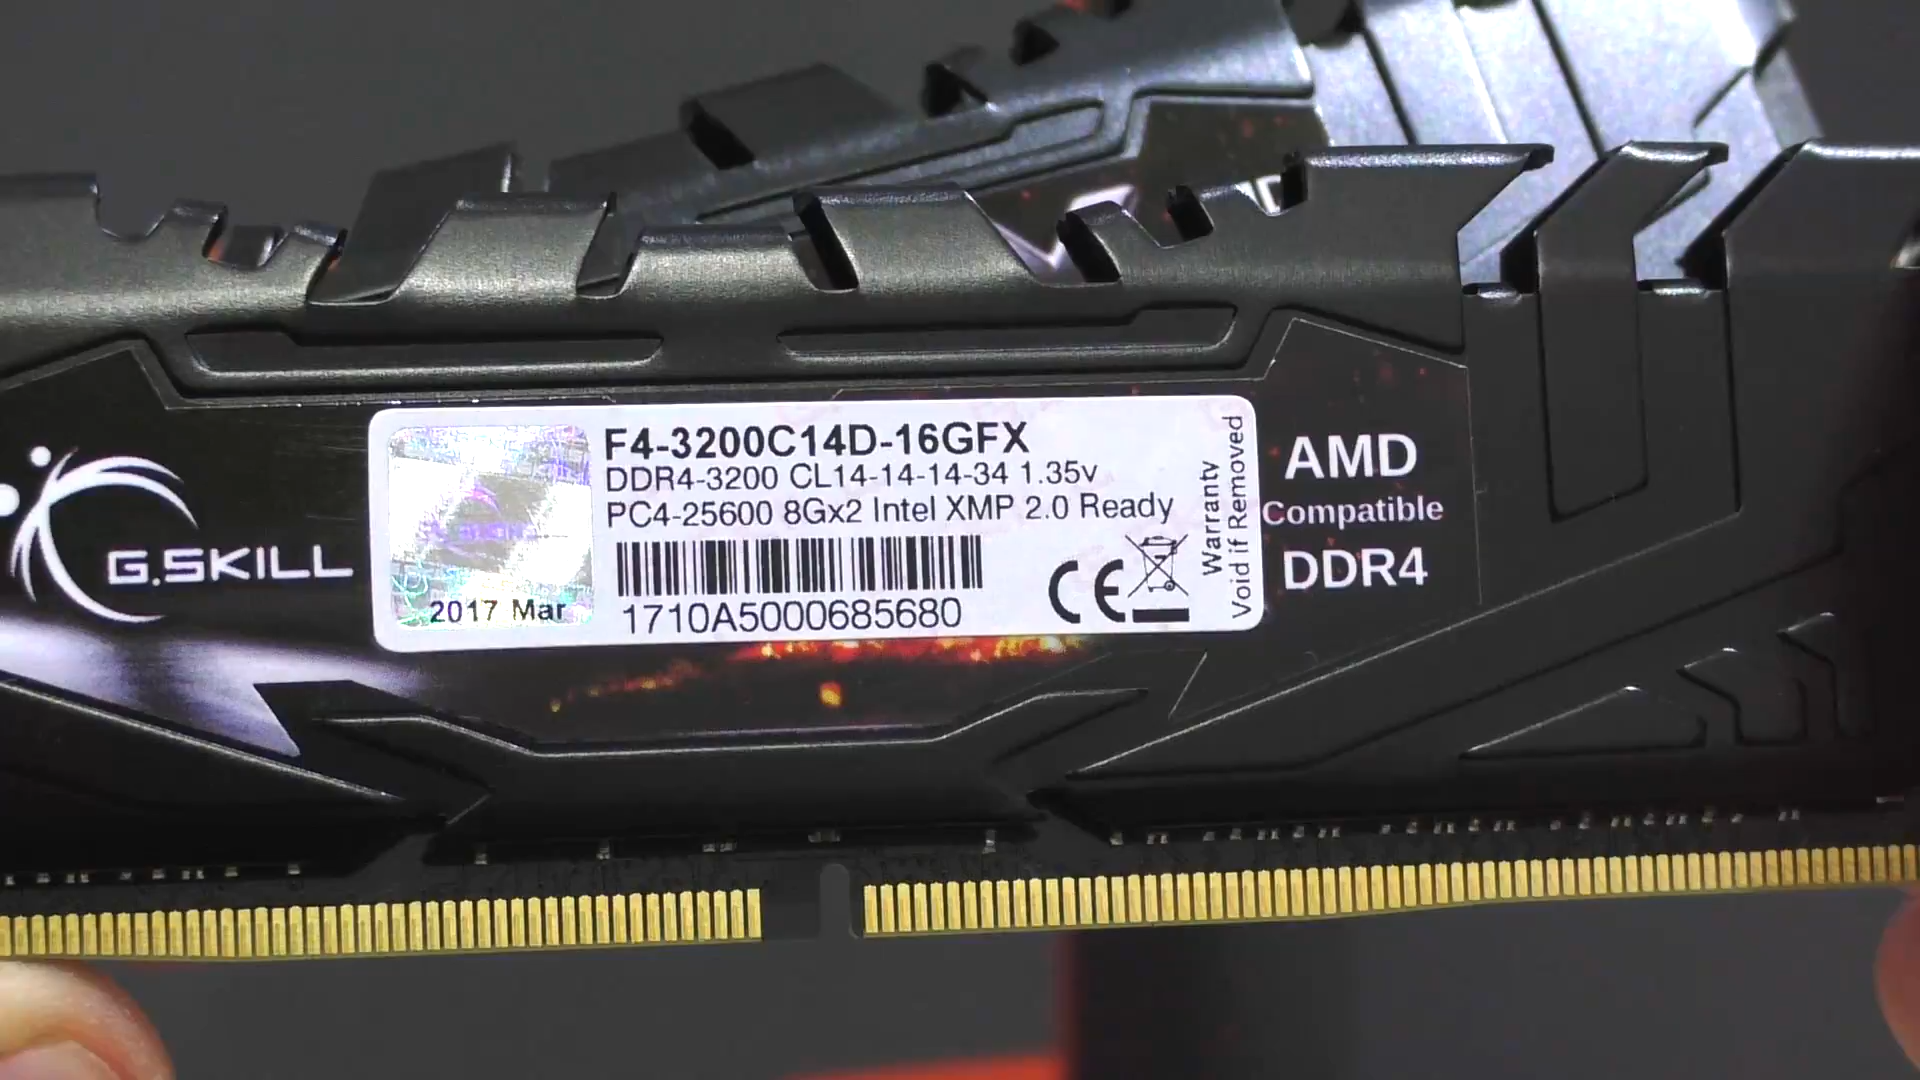 G.SKILL
F4-3200C14D-16GFX
DDR4-3200 CL14-14-14-34 1.35v
PC4-25600 8Gx2 Intel XMP 2.0 Ready
1710A5000685680
2017 Mar
CE
Warranty
Void if Removed
AMD
Compatible
DDR4